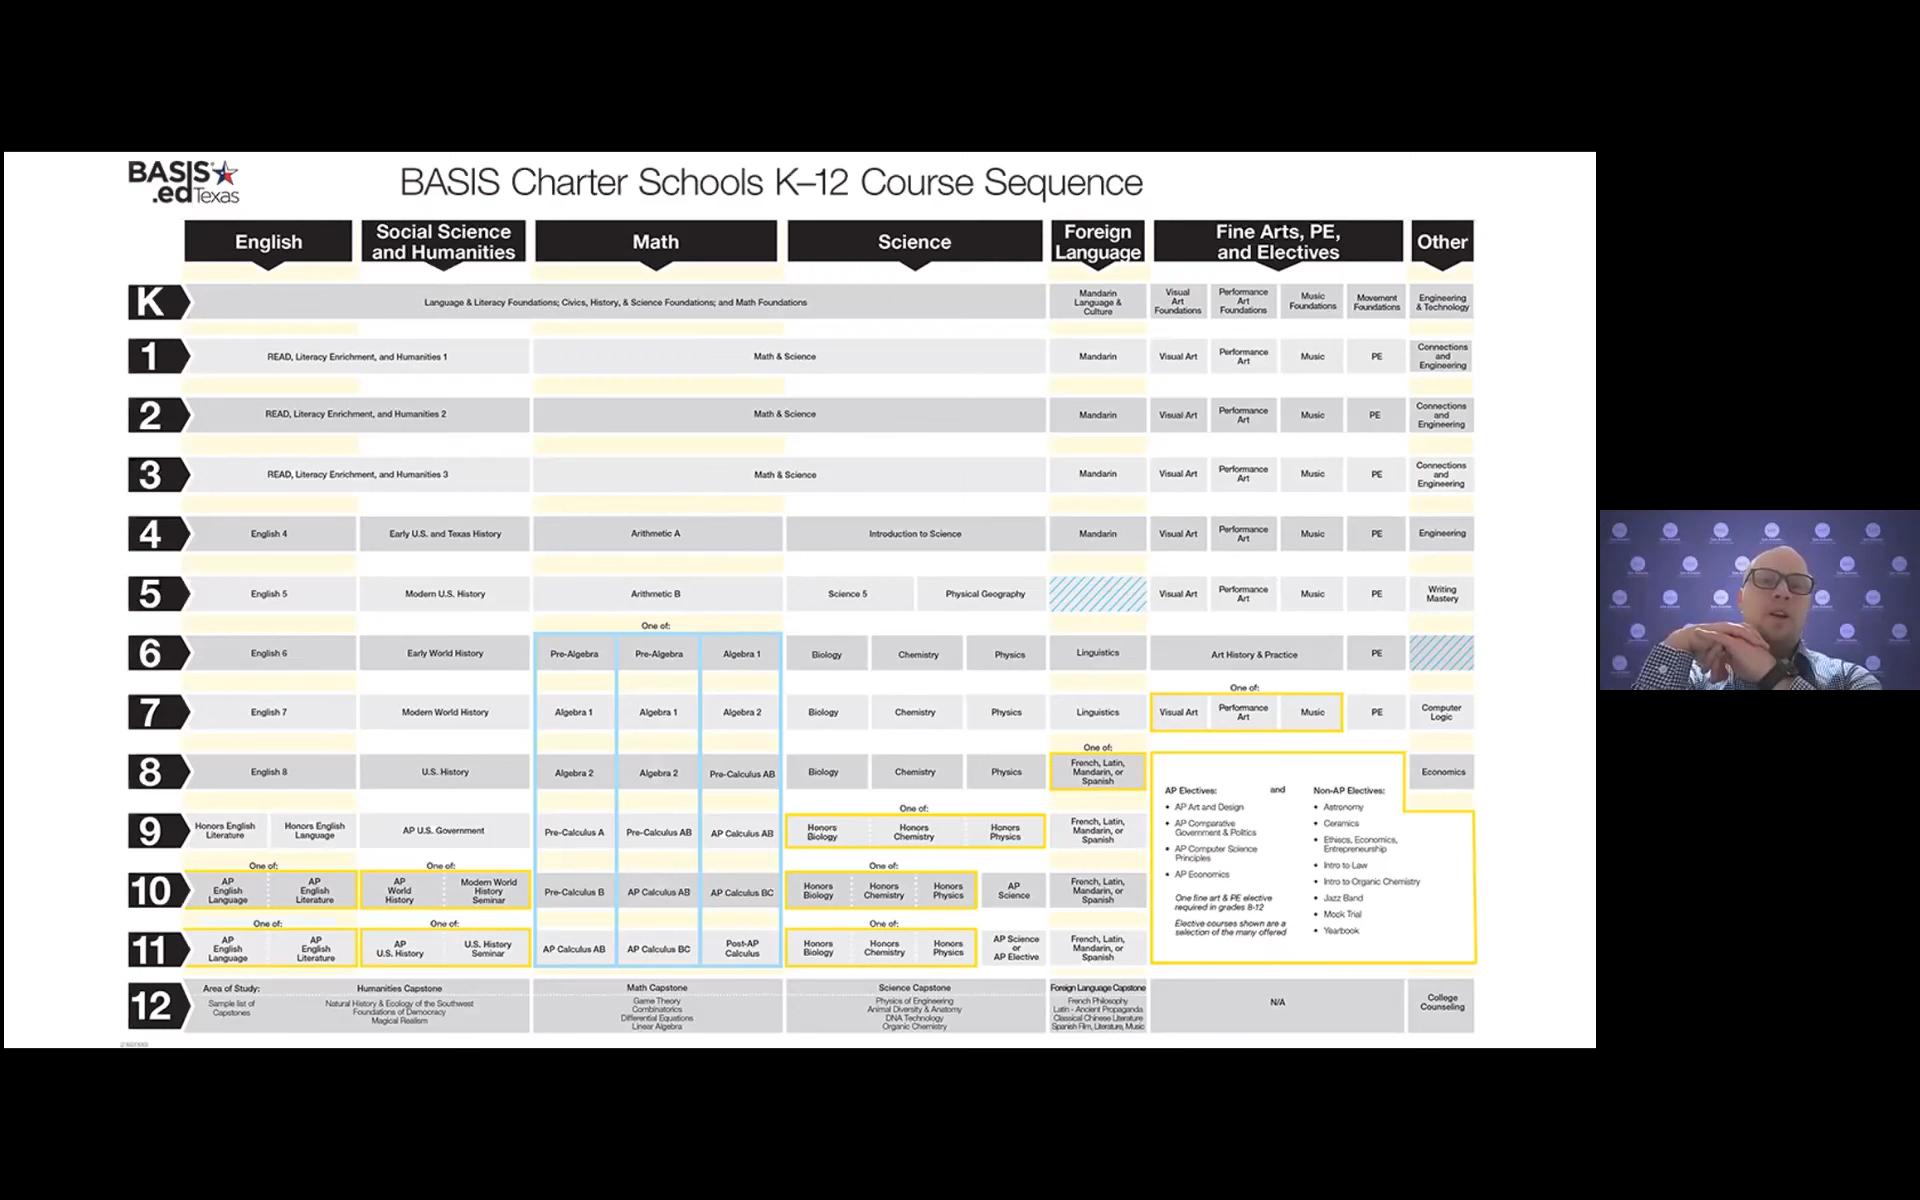 BASIS
.ed Texas
BASIS Charter Schools K–12 Course Sequence
English
Social Science
and Humanities
Math
Science
Foreign
Language
Fine Arts, PE,
and Electives
Other
K
Language & Literacy Foundations; Civics, History, & Science Foundations; and Math Foundations
Mandarin
Language &
Culture
Visual
Art
Foundations
Performance
Art
Foundations
Music
Foundations
Movement
Foundations
Engineering
& Technology
1
READ, Literacy Enrichment, and Humanities 1
Math & Science
Mandarin
Visual Art
Performance
Art
Music
PE
Connections
and
Engineering
2
READ, Literacy Enrichment, and Humanities 2
Math & Science
Mandarin
Visual Art
Performance
Art
Music
PE
Connections
and
Engineering
3
READ, Literacy Enrichment, and Humanities 3
Math & Science
Mandarin
Visual Art
Performance
Art
Music
PE
Connections
and
Engineering
4
English 4
Early U.S. and Texas History
Arithmetic A
Introduction to Science
Mandarin
Visual Art
Performance
Art
Music
PE
Engineering
5
English 5
Modern U.S. History
Arithmetic B
Science 5
Physical Geography
Visual Art
Performance
Art
Music
PE
Writing
Mastery
One of:
6
English 6
Early World History
Pre-Algebra
Pre-Algebra
Algebra 1
Biology
Chemistry
Physics
Linguistics
Art History & Practice
PE
One of:
7
English 7
Modern World History
Algebra 1
Algebra 1
Algebra 2
Biology
Chemistry
Physics
Linguistics
Visual Art
Performance
Art
Music
PE
Computer
Logic
One of:
8
English 8
U.S. History
Algebra 2
Algebra 2
Pre-Calculus AB
Biology
Chemistry
Physics
French, Latin,
Mandarin, or
Spanish
Economics
AP Electives:
and
Non-AP Electives:
• AP Art and Design
• AP Comparative
Government & Politics
• AP Computer Science
Principles
• AP Economics
One fine art & PE elective
required in grades 8-12
Elective courses shown are a
selection of the many offered
• Astronomy
• Ceramics
• Ethiecs, Economics,
Entrepreneurship
• Intro to Law
• Intro to Organic Chemistry
• Jazz Band
• Mock Trial
• Yearbook
One of:
9
Honors English
Literature
Honors English
Language
AP U.S. Government
Pre-Calculus A
Pre-Calculus AB
AP Calculus AB
Honors
Biology
Honors
Chemistry
Honors
Physics
French, Latin,
Mandarin, or
Spanish
One of:
One of:
One of:
10
AP
English
Language
AP
English
Literature
AP
World
History
Modern World
History
Seminar
Pre-Calculus B
AP Calculus AB
AP Calculus BC
Honors
Biology
Honors
Chemistry
Honors
Physics
AP
Science
French, Latin,
Mandarin, or
Spanish
One of:
One of:
One of:
11
AP
English
Language
AP
English
Literature
AP
U.S. History
U.S. History
Seminar
AP Calculus AB
AP Calculus BC
Post-AP
Calculus
Honors
Biology
Honors
Chemistry
Honors
Physics
AP Science
or
AP Elective
French, Latin,
Mandarin, or
Spanish
12
Area of Study:
Sample list of
Capstones
Humanities Capstone
Natural History & Ecology of the Southwest
Foundations of Democracy
Magical Realism
Math Capstone
Game Theory
Combinatorics
Differential Equations
Linear Algebra
Science Capstone
Physics of Engineering
Animal Diversity & Anatomy
DNA Technology
Organic Chemistry
Foreign Language Capstone
French Philosophy
Latin - Ancient Propaganda
Classical Chinese Literature
Spanish Film, Literature, Music
N/A
College
Counseling